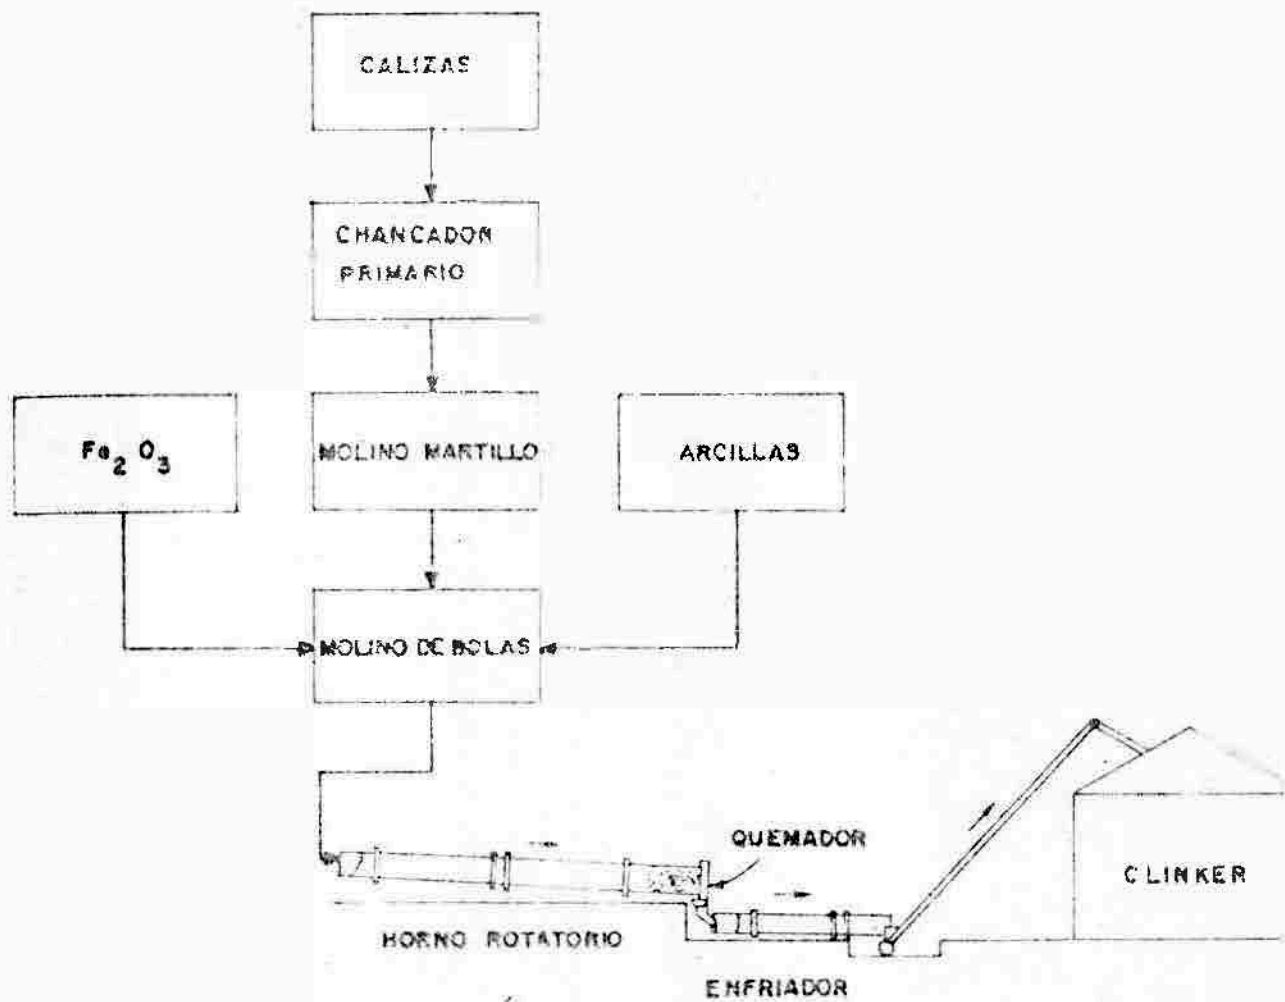 CALIZAS
CHANCADOR
PRIMARIO
Fe₂O₃
MOLINO MARTILLO
ARCILLAS
MOLINO DE BOLAS
QUEMADOR
CLINKER
HORNO ROTATORIO
ENFRIADOR